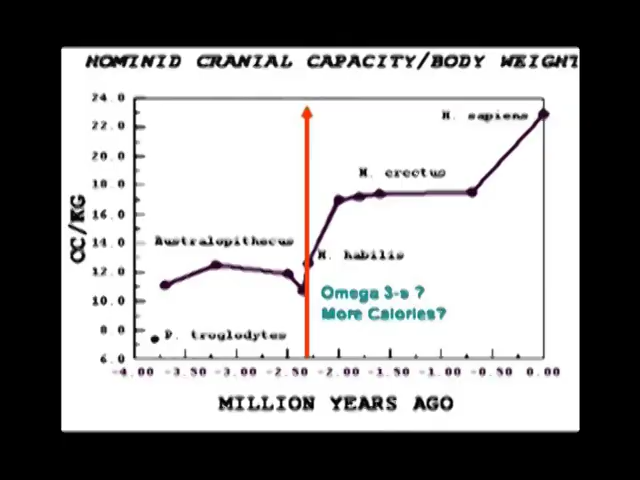 HOMINID CRANIAL CAPACITY/BODY WEIGHT
24.0
22.0
20.0
18.0
16.0
14.0
12.0
10.0
8.0
6.0
CC/KG
H. sapiens
H. erectus
Australopithecus
H. habilis
Omega 3-s ?
More Calories?
P. troglodytes
-4.00 -3.50 -3.00 -2.50 -2.00 -1.50 -1.00 -0.50 0.00
MILLION YEARS AGO